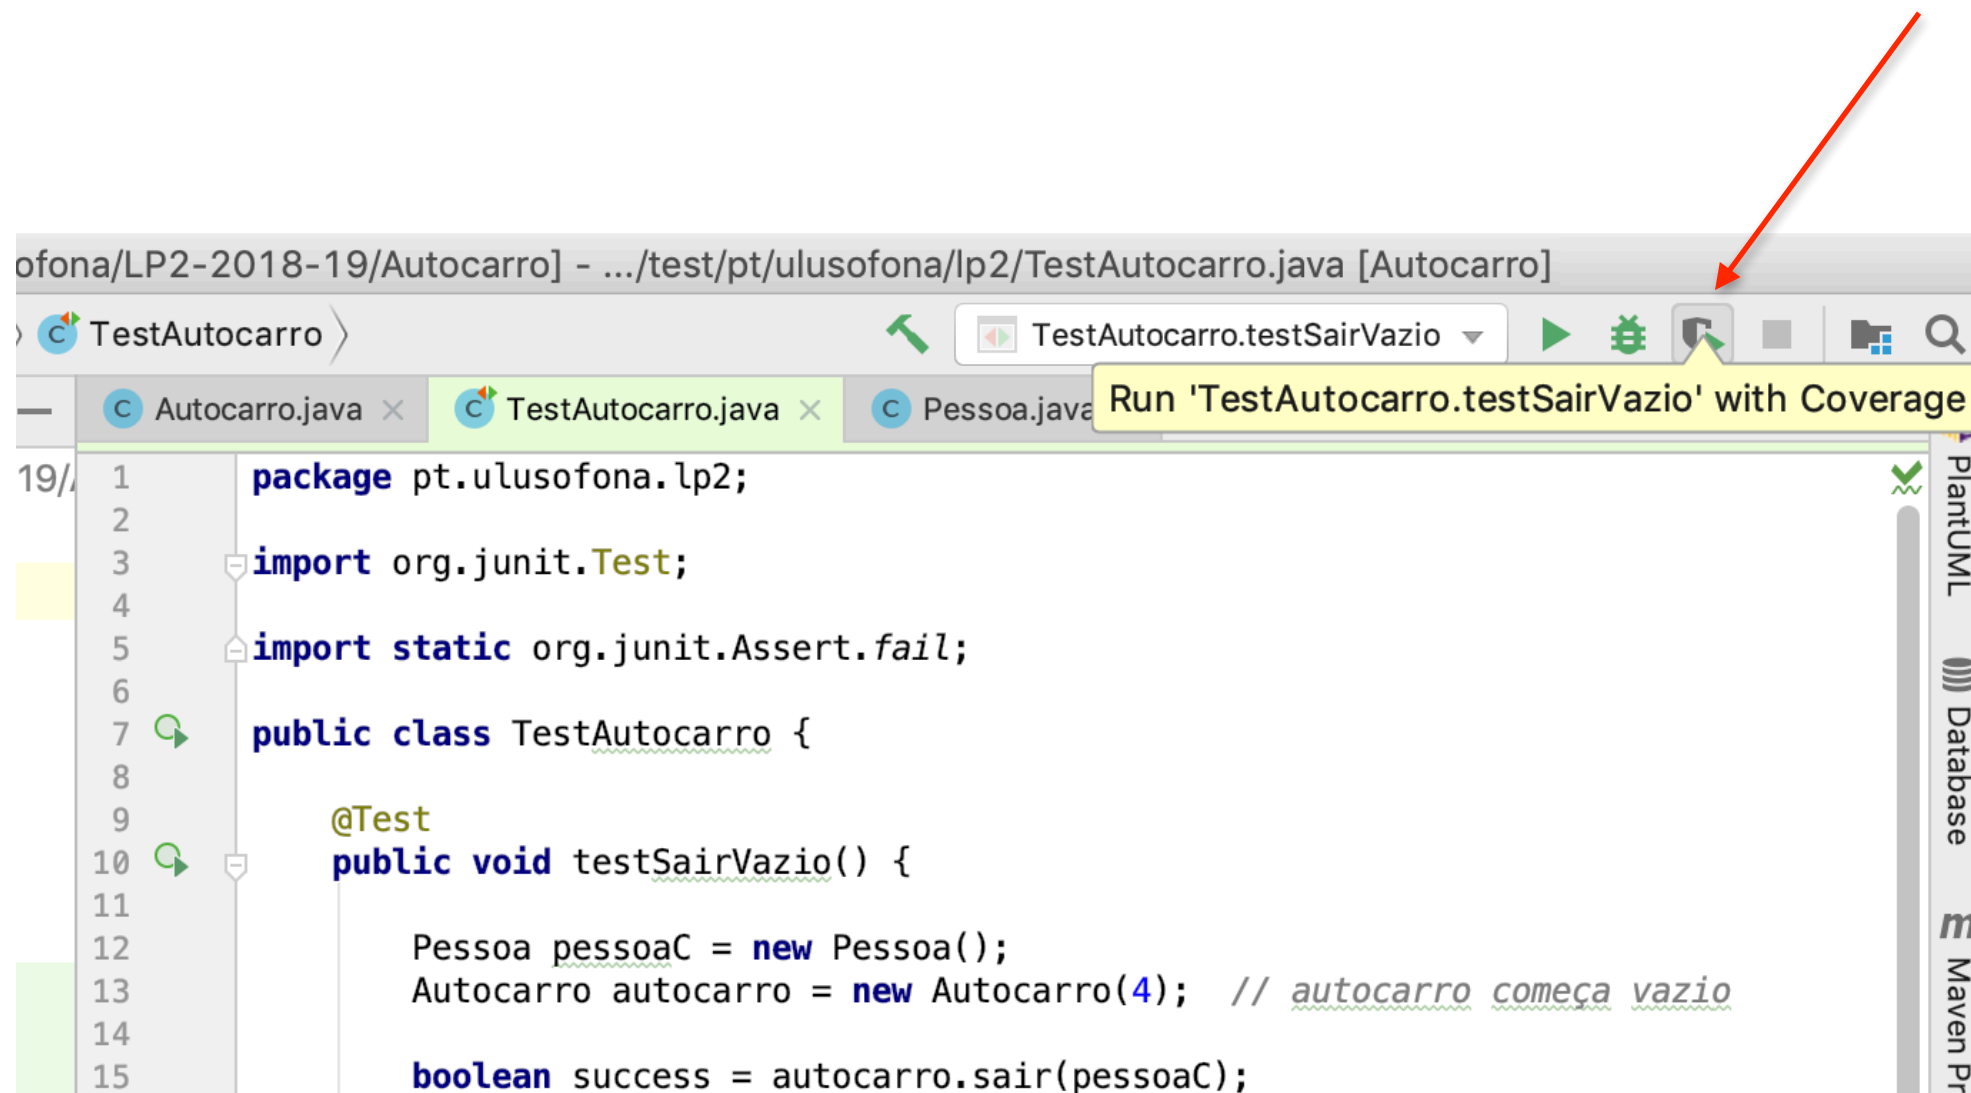 ofona/LP2-2018-19/Autocarro] - .../test/pt/ulusofona/lp2/TestAutocarro.java [Autocarro]
TestAutocarro
TestAutocarro.testSairVazio
Run 'TestAutocarro.testSairVazio' with Coverage
Autocarro.java
TestAutocarro.java
Pessoa.java
19/
1 package pt.ulusofona.lp2;
2
3 import org.junit.Test;
4
5 import static org.junit.Assert.fail;
6
7 public class TestAutocarro {
8
9 @Test
10 public void testSairVazio() {
11
12 Pessoa pessoaC = new Pessoa();
13 Autocarro autocarro = new Autocarro(4); // autocarro começa vazio
14
15 boolean success = autocarro.sair(pessoaC);
PlantUML
Database
Maven Pr